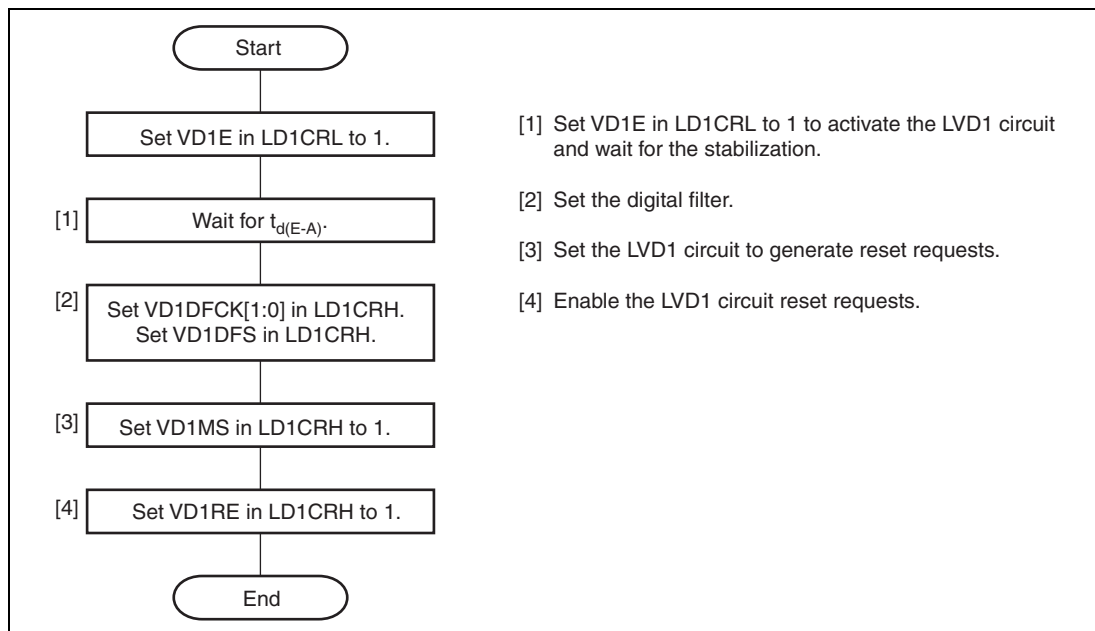 Start
Set VD1E in LD1CRL to 1.
[1] Wait for td(E-A).
[2] Set VD1DFCK[1:0] in LD1CRH.
Set VD1DFS in LD1CRH.
[3] Set VD1MS in LD1CRH to 1.
[4] Set VD1RE in LD1CRH to 1.
End
[1] Set VD1E in LD1CRL to 1 to activate the LVD1 circuit
and wait for the stabilization.
[2] Set the digital filter.
[3] Set the LVD1 circuit to generate reset requests.
[4] Enable the LVD1 circuit reset requests.